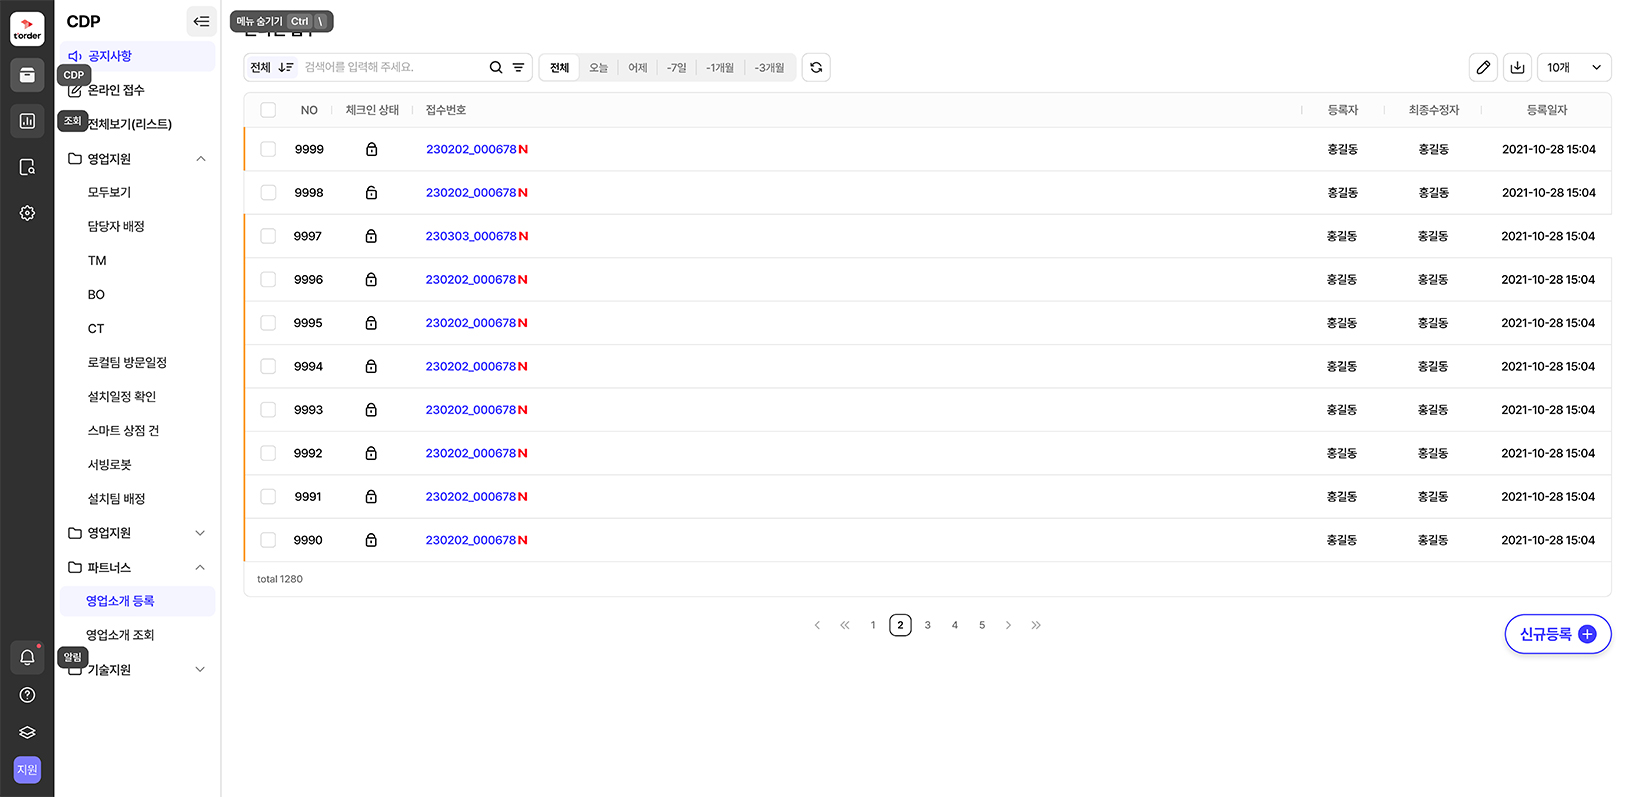 t'order
CDP
메뉴 숨기기 Ctrl \
공지사항
CDP
온라인 접수
조회
전체보기(리스트)
영업지원
모두보기
담당자 배정
TM
BO
CT
로컬팀 방문일정
설치일정 확인
스마트 상점 건
서빙로봇
설치팀 배정
영업지원
파트너스
영업소개 등록
영업소개 조회
알림
기술지원
지원
전체 검색어를 입력해 주세요. 전체 오늘 어제 -7일 -1개월 -3개월 10개
NO 체크인 상태 접수번호 등록자 최종수정자 등록일자
9999 230202_000678 N 홍길동 홍길동 2021-10-28 15:04
9998 230202_000678 N 홍길동 홍길동 2021-10-28 15:04
9997 230303_000678 N 홍길동 홍길동 2021-10-28 15:04
9996 230202_000678 N 홍길동 홍길동 2021-10-28 15:04
9995 230202_000678 N 홍길동 홍길동 2021-10-28 15:04
9994 230202_000678 N 홍길동 홍길동 2021-10-28 15:04
9993 230202_000678 N 홍길동 홍길동 2021-10-28 15:04
9992 230202_000678 N 홍길동 홍길동 2021-10-28 15:04
9991 230202_000678 N 홍길동 홍길동 2021-10-28 15:04
9990 230202_000678 N 홍길동 홍길동 2021-10-28 15:04
total 1280
1 2 3 4 5
신규등록